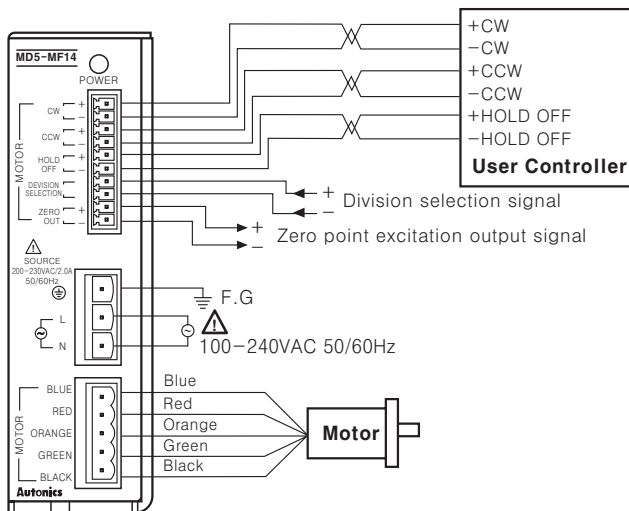 MD5-MF14
POWER
MOTOR
CW + −
CCW + −
HOLD OFF + −
DIVISION SELECTION
ZERO OUT + −
SOURCE
200-230VAC/2.0A
50/60Hz
L
N
MOTOR
BLUE
RED
ORANGE
GREEN
BLACK
Autonics
+CW
−CW
+CCW
−CCW
+HOLD OFF
−HOLD OFF
User Controller
+
− Division selection signal
+
− Zero point excitation output signal
F.G
100-240VAC 50/60Hz
Blue
Red
Orange
Green
Black
Motor